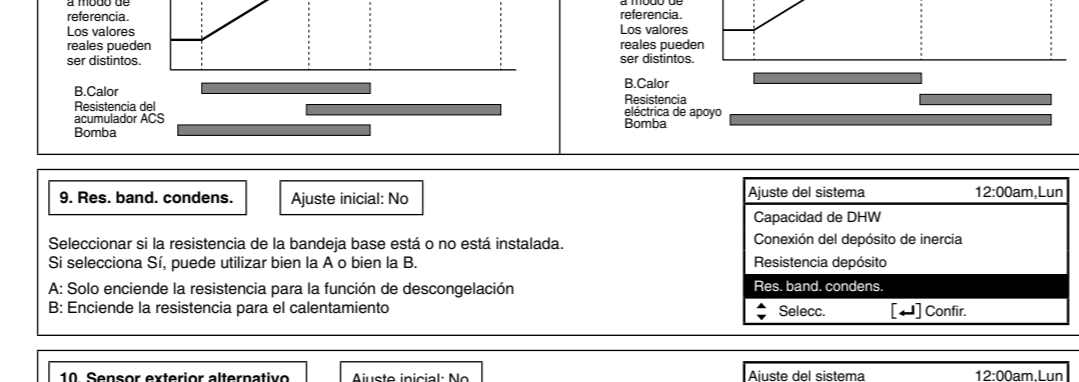 a modo de
referencia.
Los valores
reales pueden
ser distintos.
B.Calor
Resistencia del
acumulador ACS
Bomba
a modo de
referencia.
Los valores
reales pueden
ser distintos.
B.Calor
Resistencia
eléctrica de apoyo
Bomba
9. Res. band. condens.
Ajuste inicial: No
Seleccionar si la resistencia de la bandeja base está o no está instalada.
Si selecciona Sí, puede utilizar bien la A o bien la B.
A: Solo enciende la resistencia para la función de descongelación
B: Enciende la resistencia para el calentamiento
Ajuste del sistema 12:00am,Lun
Capacidad de DHW
Conexión del depósito de inercia
Resistencia depósito
Res. band. condens.
Selecc. [↵] Confir.
10. Sensor exterior alternativo
Ajuste inicial: No
Ajuste del sistema 12:00am,Lun